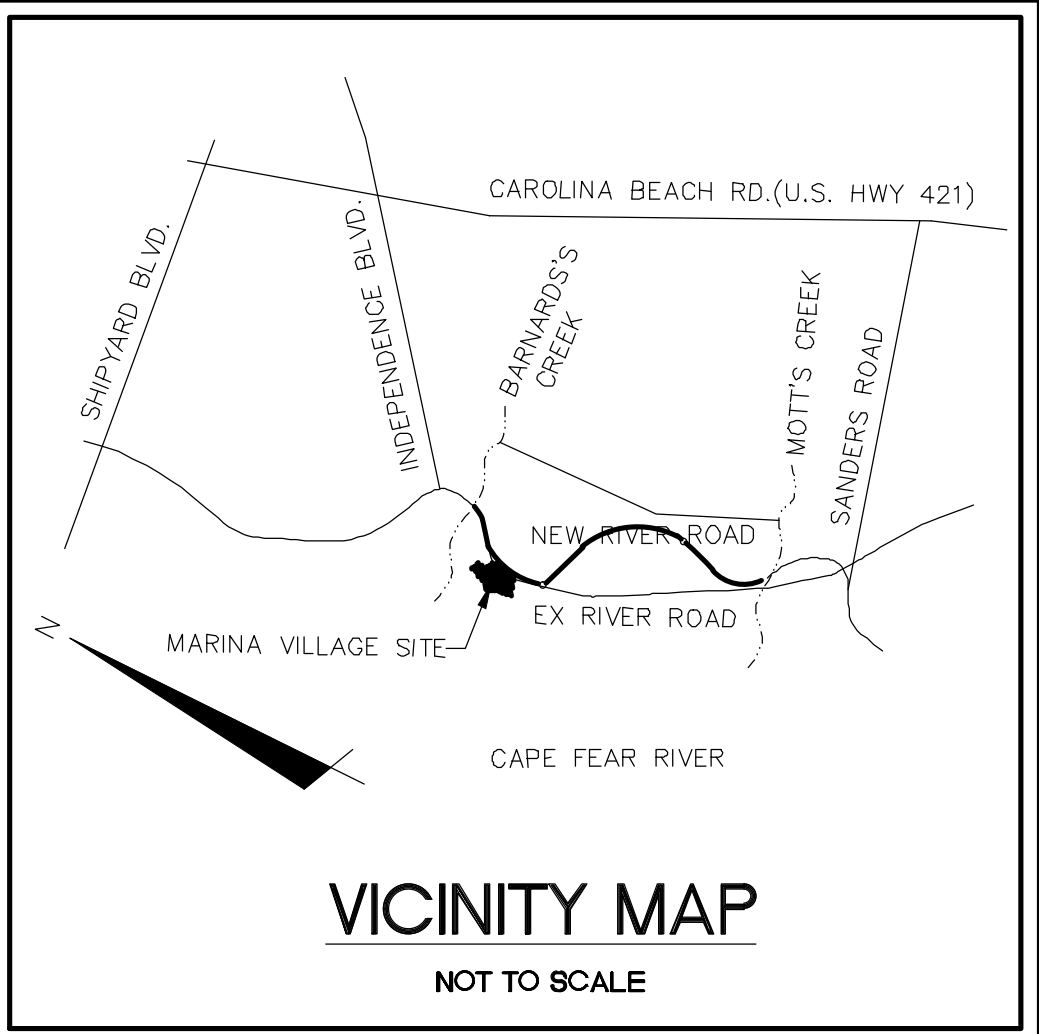 CAROLINA BEACH RD.(U.S. HWY 421)
SHIPYARD BLVD.
INDEPENDENCE BLVD.
BARNARDS'S
CREEK
MOTT'S CREEK
SANDERS ROAD
NEW RIVER ROAD
EX RIVER ROAD
N
MARINA VILLAGE SITE
CAPE FEAR RIVER
VICINITY MAP
NOT TO SCALE